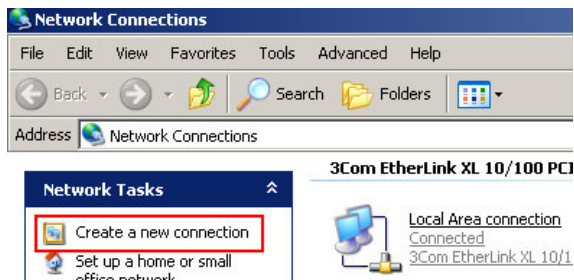 Network Connections
File Edit View Favorites Tools Advanced Help
Back Search Folders
Address Network Connections
3Com EtherLink XL 10/100 PCI
Network Tasks
Create a new connection
Set up a home or small
office network
Local Area connection
Connected
3Com EtherLink XL 10/1